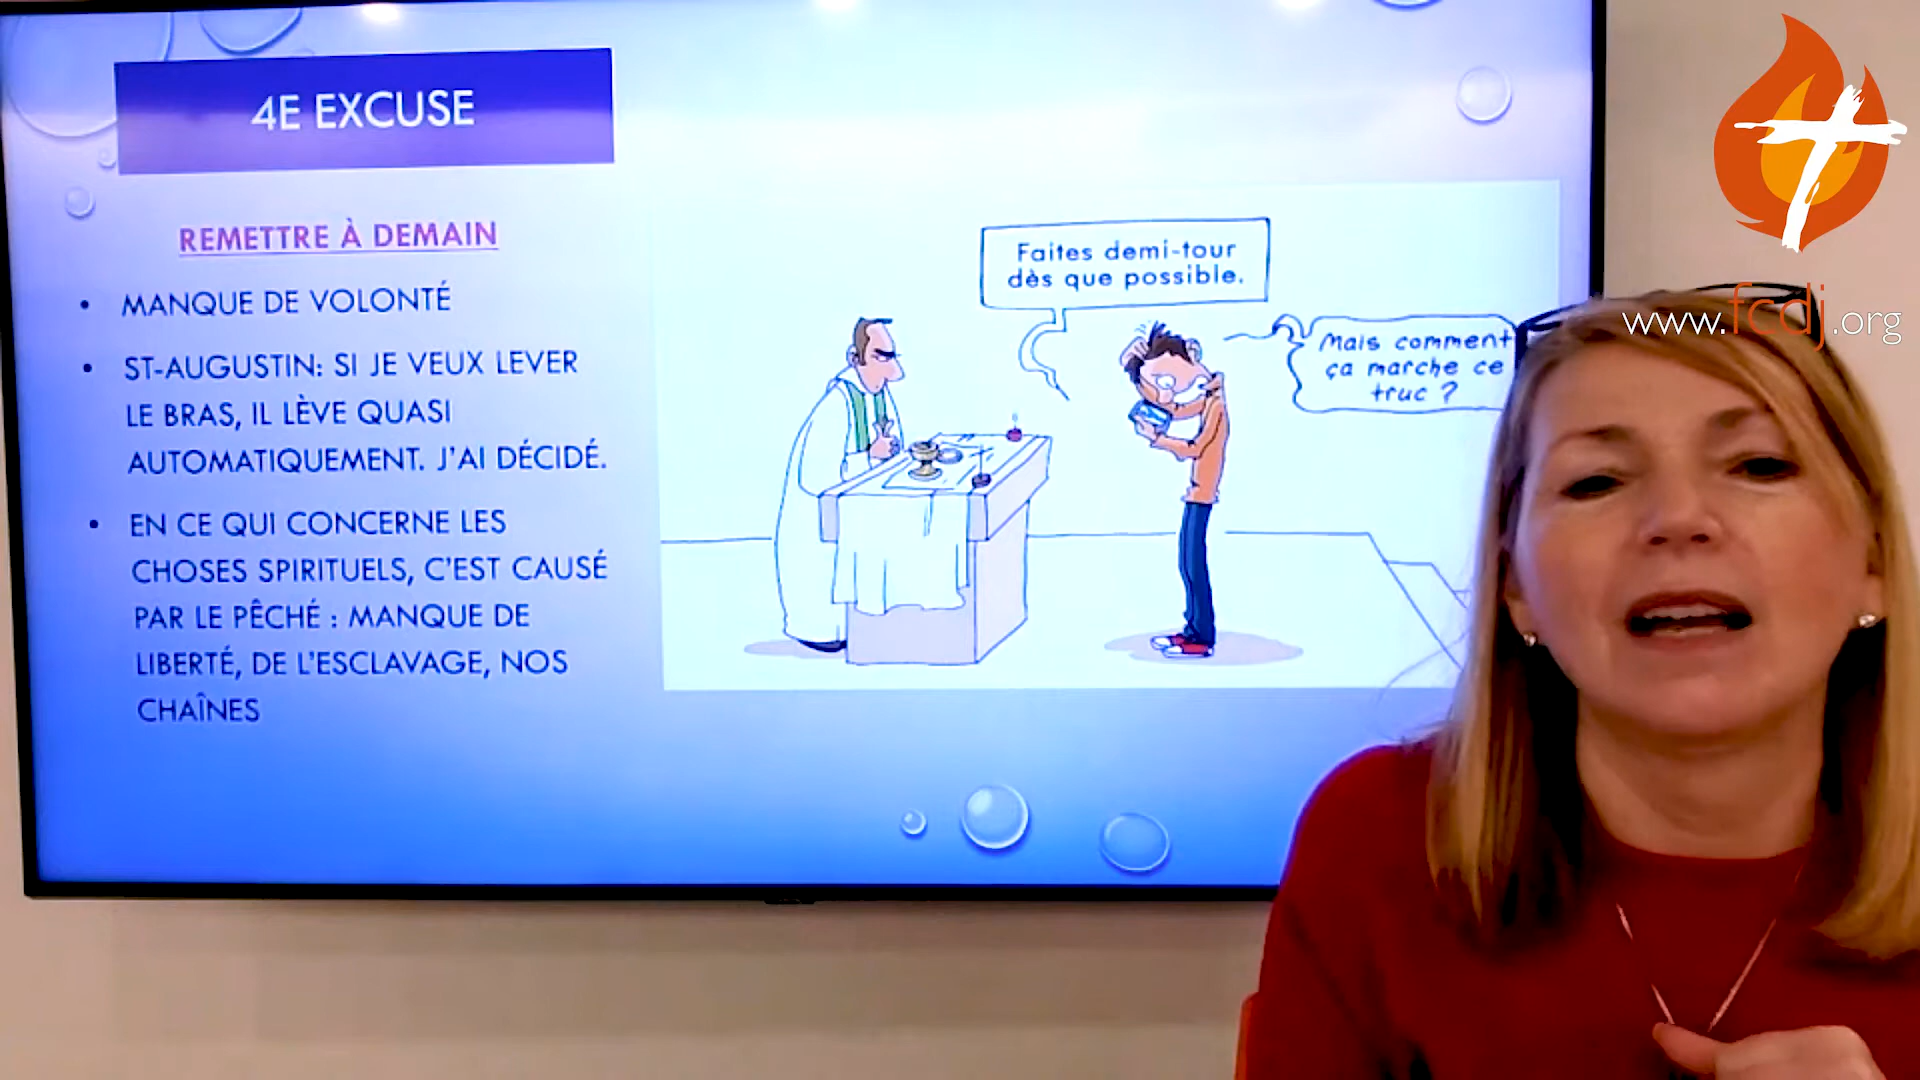 4E EXCUSE
REMETTRE À DEMAIN
• MANQUE DE VOLONTÉ
• ST-AUGUSTIN: SI JE VEUX LEVER
LE BRAS, IL LÈVE QUASI
AUTOMATIQUEMENT. J'AI DÉCIDÉ.
• EN CE QUI CONCERNE LES
CHOSES SPIRITUELS, C'EST CAUSÉ
PAR LE PÊCHÉ : MANQUE DE
LIBERTÉ, DE L'ESCLAVAGE, NOS
CHAÎNES
Faites demi-tour
dès que possible.
Mais comment
ça marche ce
truc ?
www.fcdj.org